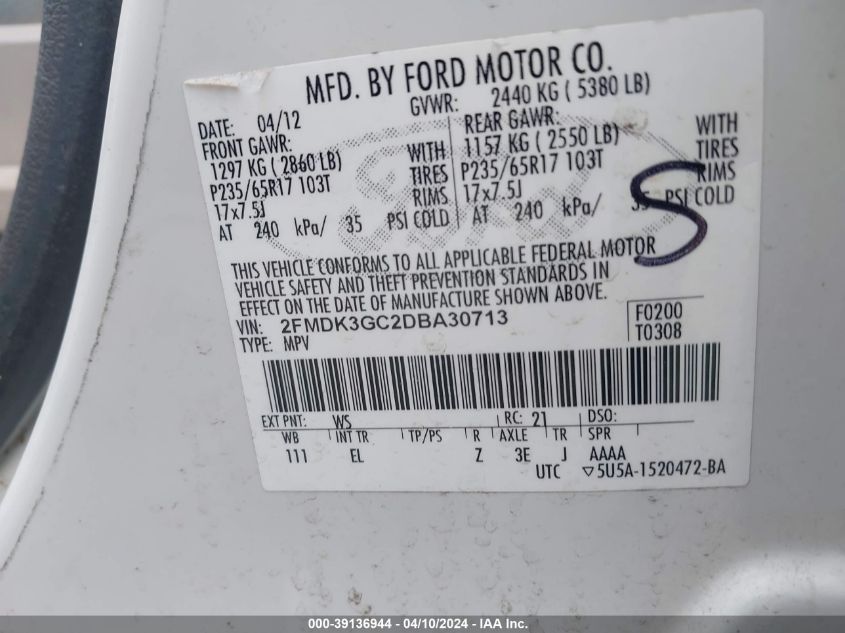 MFD. BY FORD MOTOR CO.
DATE: 04/12 GVWR: 2440 KG ( 5380 LB)
FRONT GAWR: REAR GAWR:
1297 KG ( 2860 LB) WITH 1157 KG ( 2550 LB) WITH
P235/65R17 103T TIRES P235/65R17 103T TIRES
17x7.5J RIMS 17x7.5J RIMS
AT 240 kPa/ 35 PSI COLD AT 240 kPa/ 35 PSI COLD
S
Ford
THIS VEHICLE CONFORMS TO ALL APPLICABLE FEDERAL MOTOR
VEHICLE SAFETY AND THEFT PREVENTION STANDARDS IN
EFFECT ON THE DATE OF MANUFACTURE SHOWN ABOVE.
VIN: 2FMDK3GC2DBA30713 F0200
TYPE: MPV T0308
EXT PNT: WS RC: 21 DSO:
WB INT TR TP/PS R AXLE TR SPR
111 EL Z 3E J AAAA
UTC ▽5U5A-1520472-BA
000-39136944 - 04/10/2024 - IAA Inc.